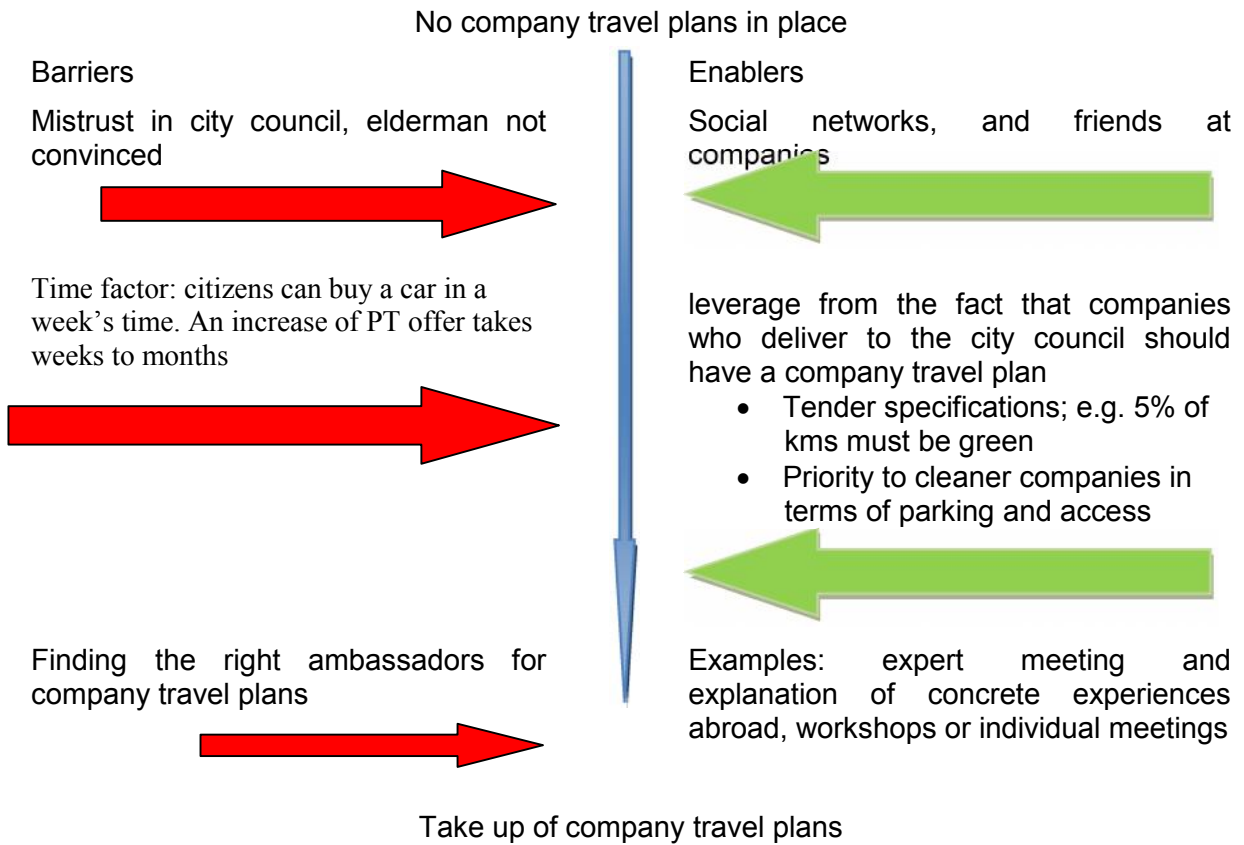 No company travel plans in place
Barriers
Mistrust in city council, elderman not
convinced
Time factor: citizens can buy a car in a
week’s time. An increase of PT offer takes
weeks to months
Finding the right ambassadors for
company travel plans
Enablers
Social networks, and friends at
companies
leverage from the fact that companies
who deliver to the city council should
have a company travel plan
• Tender specifications; e.g. 5% of
kms must be green
• Priority to cleaner companies in
terms of parking and access
Examples: expert meeting and
explanation of concrete experiences
abroad, workshops or individual meetings
Take up of company travel plans